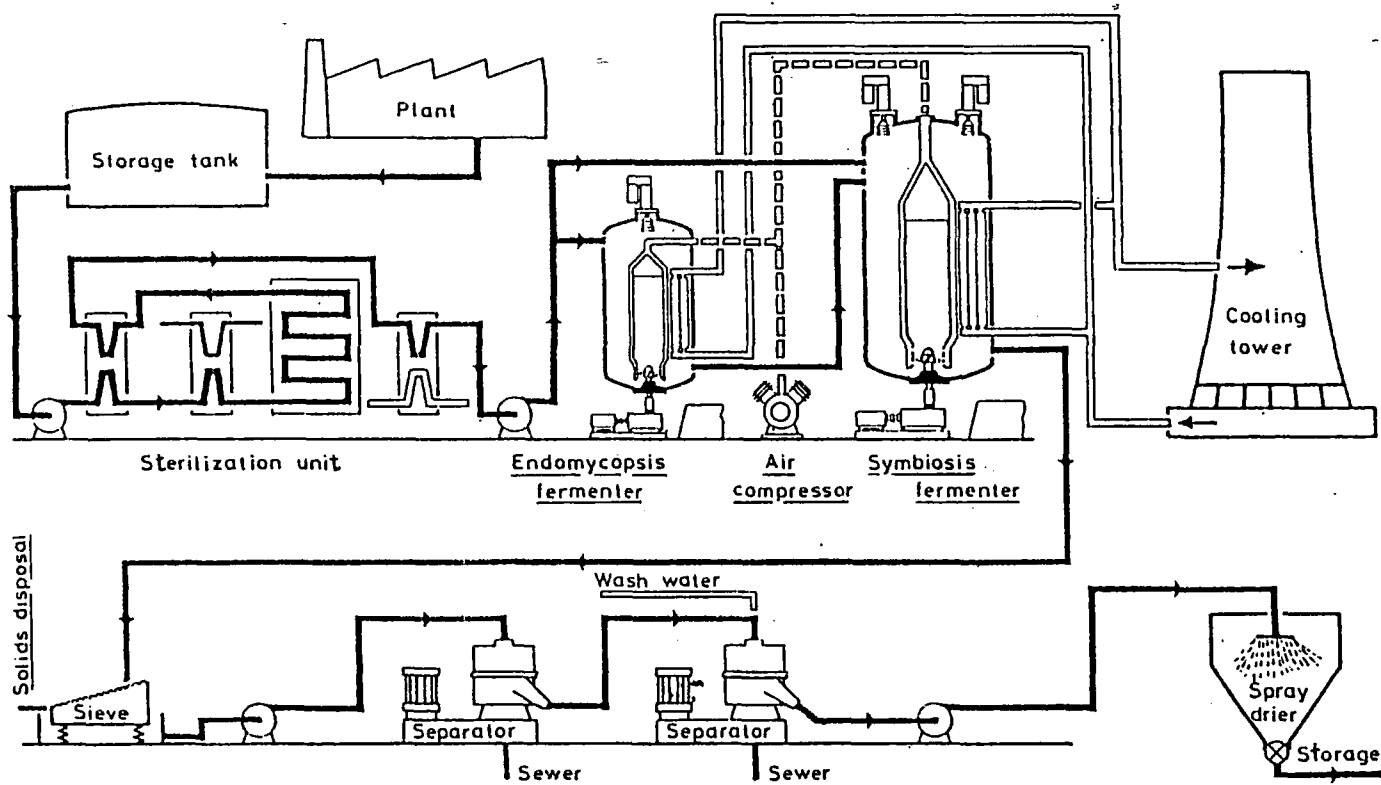 Plant
Storage tank
Cooling
tower
Sterilization unit
Endomycopsis
fermenter
Air
compressor
Symbiosis
fermenter
Solids disposal
Wash water
Sieve
Separator
Separator
Spray
drier
Storage
Sewer
Sewer